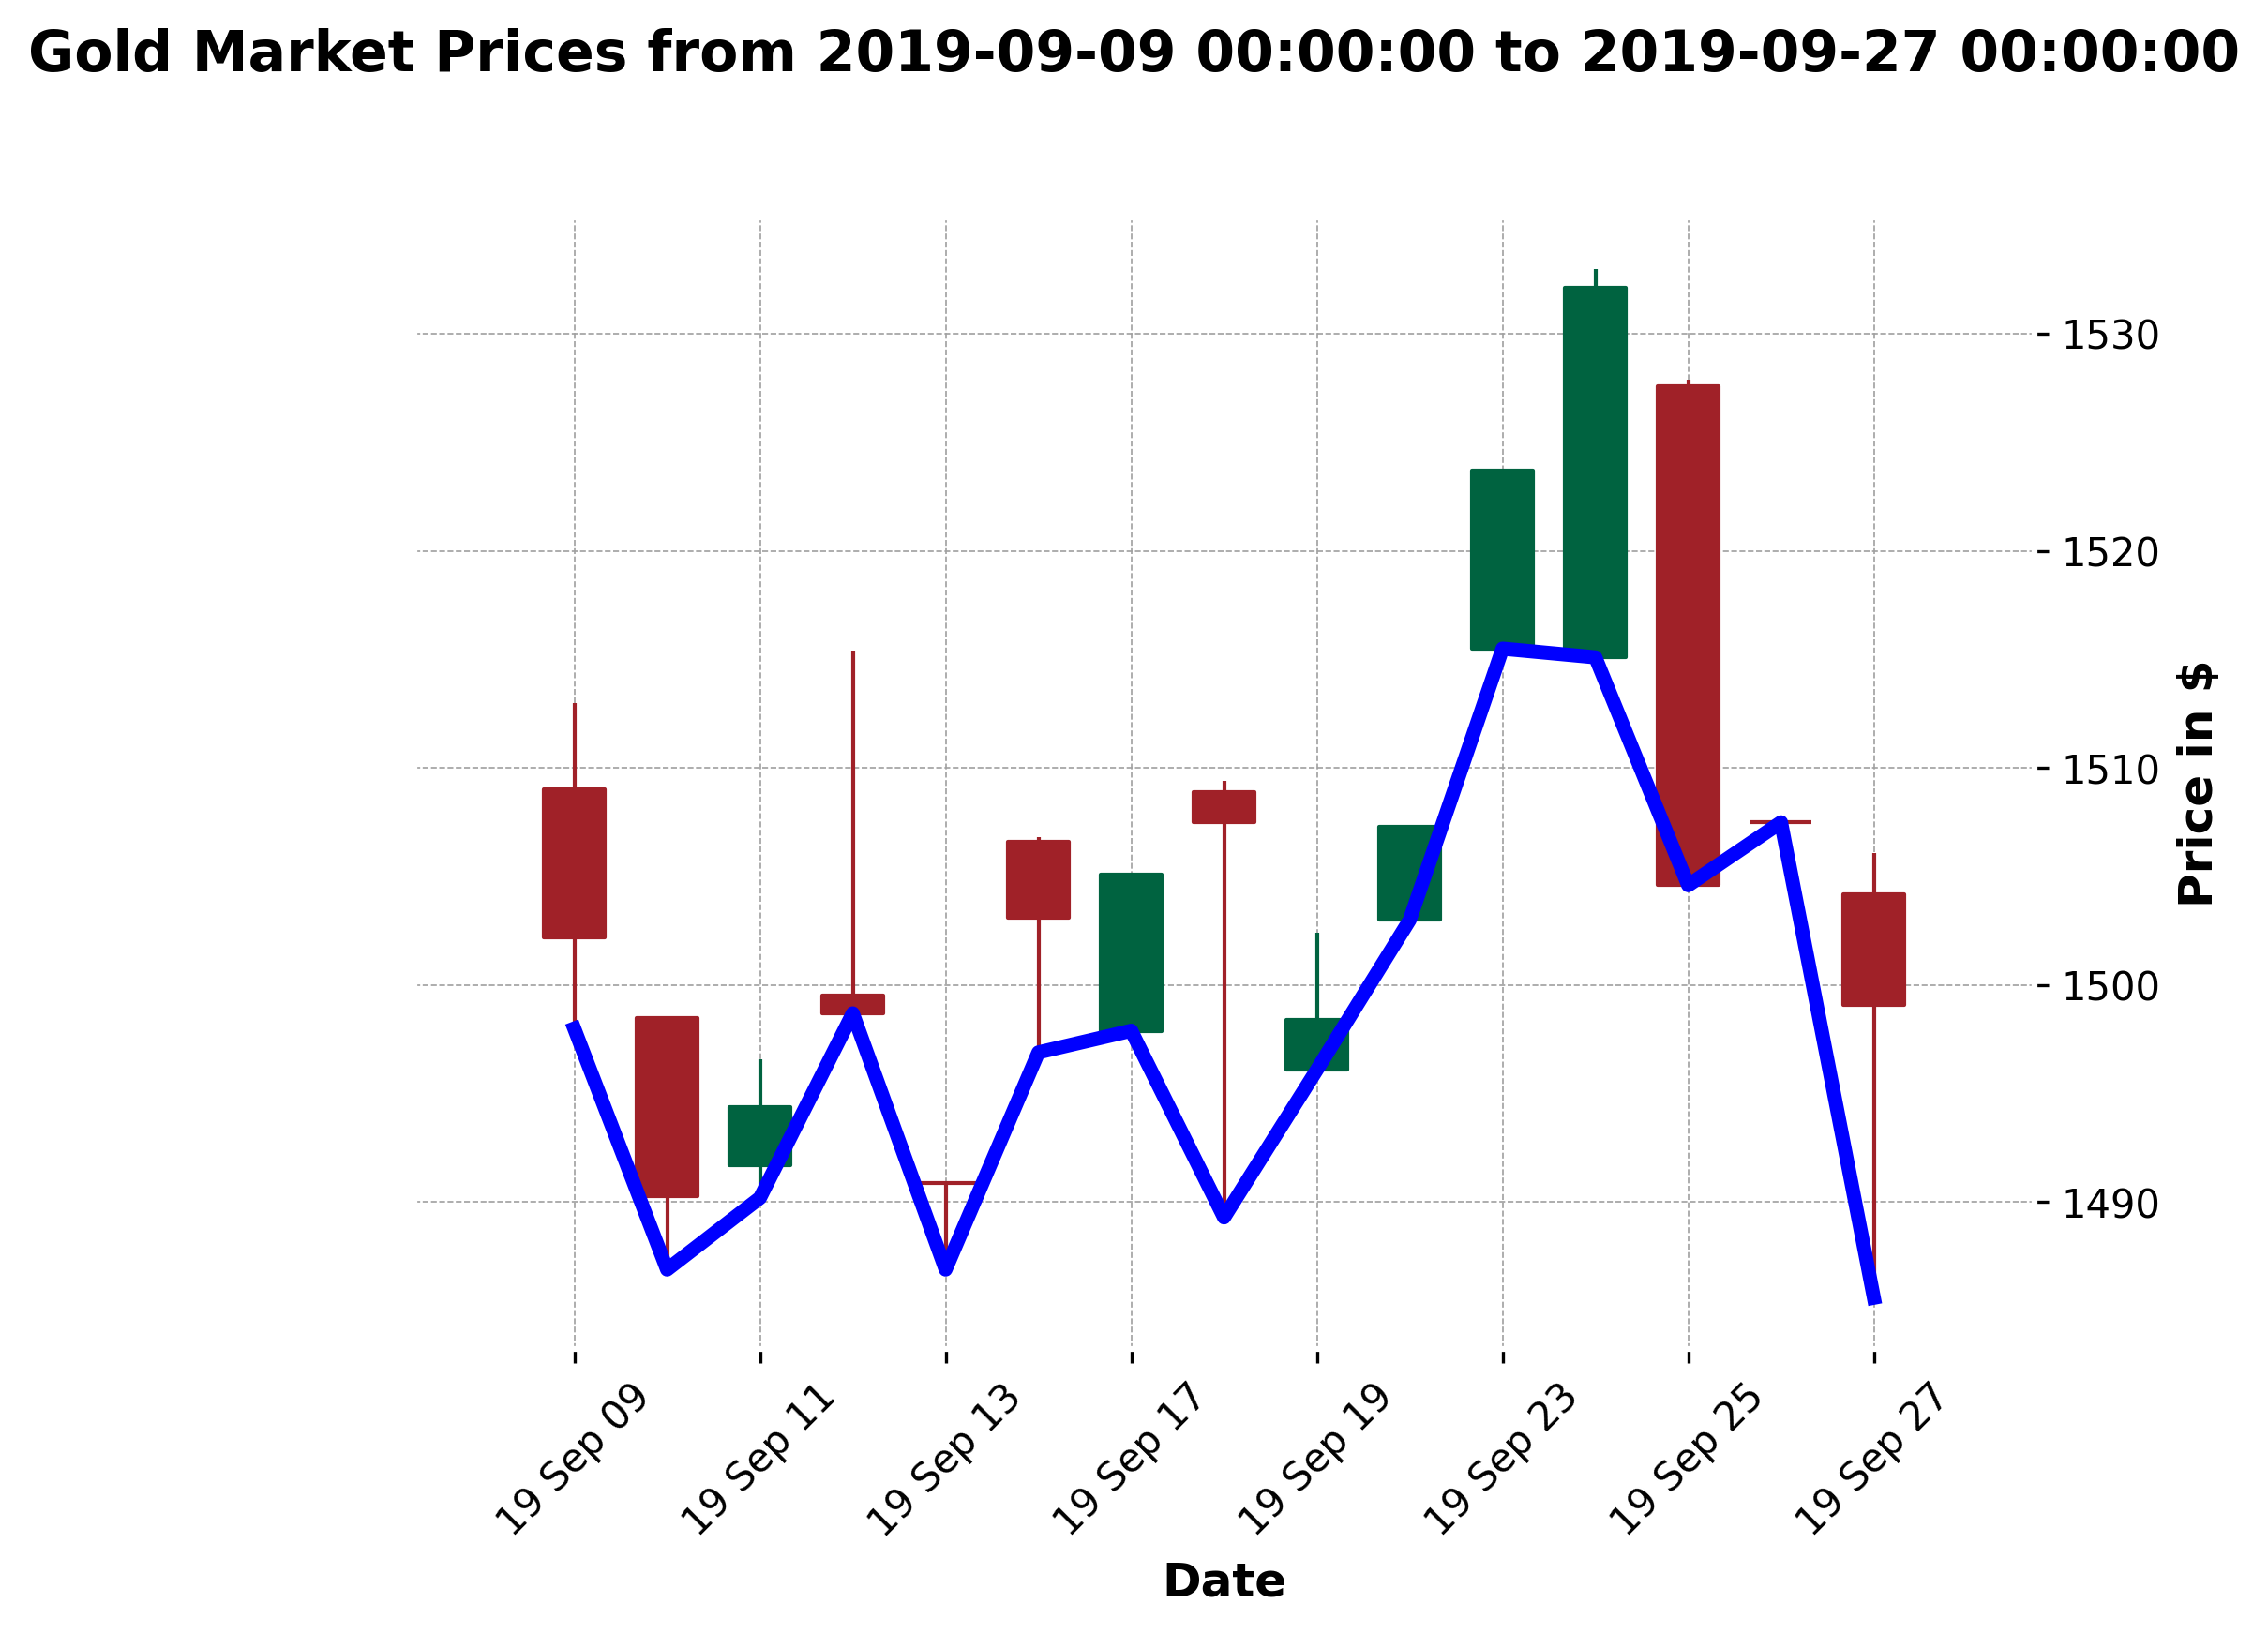 Gold Market Prices from 2019-09-09 00:00:00 to 2019-09-27 00:00:00
1530
1520
1510
1500
1490
Price in $
19 Sep 09
19 Sep 11
19 Sep 13
19 Sep 17
19 Sep 19
19 Sep 23
19 Sep 25
19 Sep 27
Date